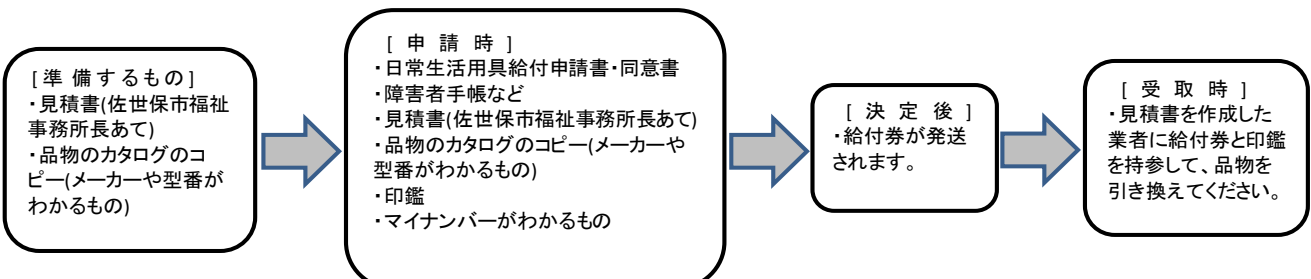 [準備するもの]
・見積書(佐世保市福祉
事務所長あて)
・品物のカタログのコ
ピー(メーカーや型番が
わかるもの)
[申請時]
・日常生活用具給付申請書・同意書
・障害者手帳など
・見積書(佐世保市福祉事務所長あて)
・品物のカタログのコピー(メーカーや
型番がわかるもの)
・印鑑
・マイナンバーがわかるもの
[決定後]
・給付券が発送
されます。
[受取時]
・見積書を作成した
業者に給付券と印鑑
を持参して、品物を
引き換えてください。